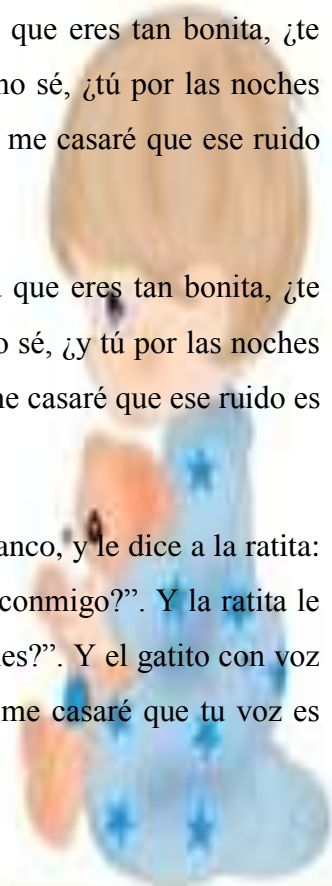 que eres tan bonita, ¿te
no sé, ¿tú por las noches
me casaré que ese ruido
que eres tan bonita, ¿te
o sé, ¿y tú por las noches
me casaré que ese ruido es
anco, y le dice a la ratita:
conmigo?”. Y la ratita le
es?”. Y el gatito con voz
me casaré que tu voz es